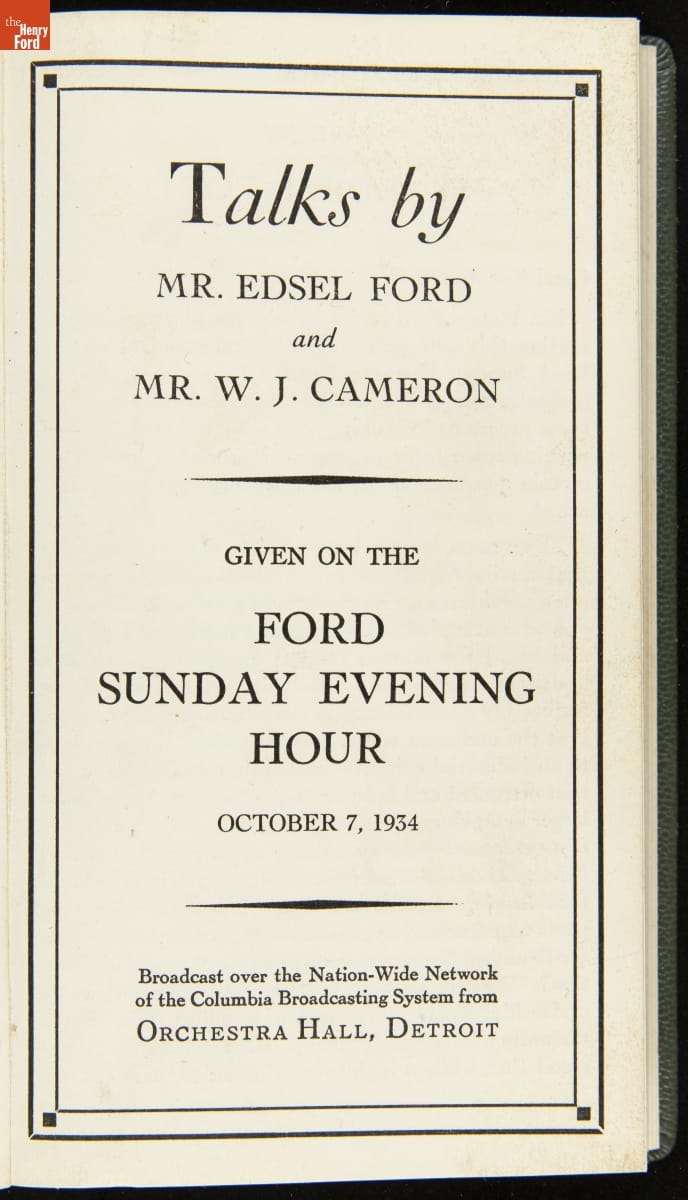 the
Henry
Ford
Talks by
MR. EDSEL FORD
and
MR. W. J. CAMERON
GIVEN ON THE
FORD
SUNDAY EVENING
HOUR
OCTOBER 7, 1934
Broadcast over the Nation-Wide Network
of the Columbia Broadcasting System from
ORCHESTRA HALL, DETROIT